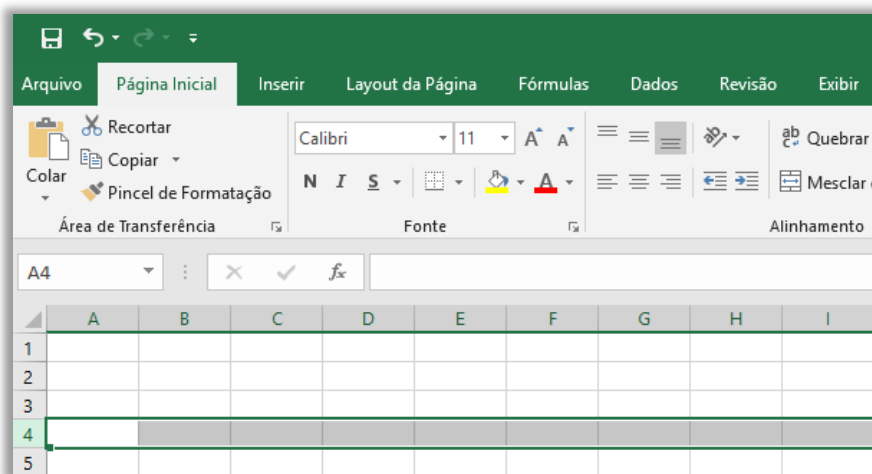 Arquivo Página Inicial Inserir Layout da Página Fórmulas Dados Revisão Exibir
Colar
Recortar
Copiar
Pincel de Formatação
Área de Transferência
Calibri 11 A A
N I S A
Fonte
ab Quebrar
c
Mesclar
Alinhamento
A4 fx
A B C D E F G H I
1
2
3
4
5